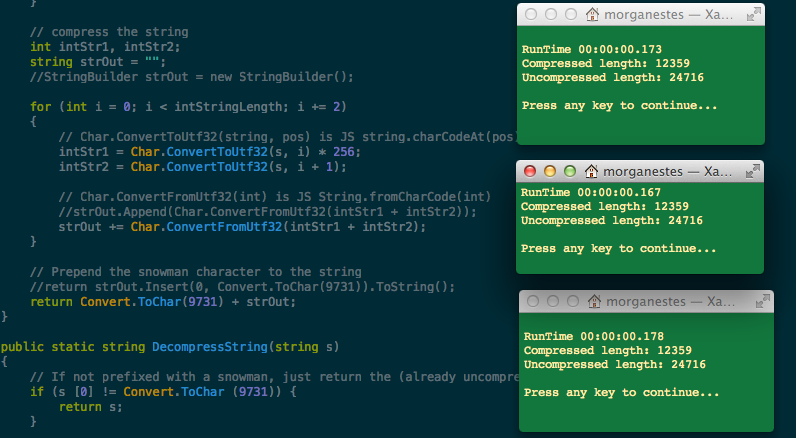 }
// compress the string
int intStr1, intStr2;
string strOut = "";
//StringBuilder strOut = new StringBuilder();
for (int i = 0; i < intStringLength; i += 2)
{
// Char.ConvertToUtf32(string, pos) is JS string.charCodeAt(pos)
intStr1 = Char.ConvertToUtf32(s, i) * 256;
intStr2 = Char.ConvertToUtf32(s, i + 1);
// Char.ConvertFromUtf32(int) is JS String.fromCharCode(int)
//strOut.Append(Char.ConvertFromUtf32(intStr1 + intStr2));
strOut += Char.ConvertFromUtf32(intStr1 + intStr2);
}
// Prepend the snowman character to the string
//return strOut.Insert(0, Convert.ToChar(9731)).ToString();
return Convert.ToChar(9731) + strOut;
}
public static string DecompressString(string s)
{
// If not prefixed with a snowman, just return the (already uncompre
if (s [0] != Convert.ToChar (9731)) {
return s;
}
morganestes — Xa...
RunTime 00:00:00.173
Compressed length: 12359
Uncompressed length: 24716
Press any key to continue...
morganestes — Xa...
RunTime 00:00:00.167
Compressed length: 12359
Uncompressed length: 24716
Press any key to continue...
morganestes — Xa...
RunTime 00:00:00.178
Compressed length: 12359
Uncompressed length: 24716
Press any key to continue...